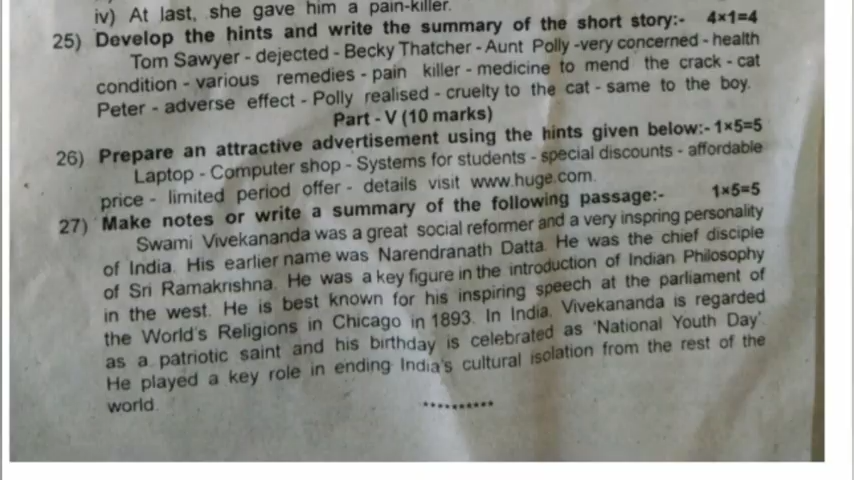 iv) At last, she gave him a pain-killer.
25) Develop the hints and write the summary of the short story:- 4×1=4
Tom Sawyer - dejected - Becky Thatcher - Aunt Polly -very concerned - health
condition - various remedies - pain killer - medicine to mend the crack - cat
Peter - adverse effect - Polly realised - cruelty to the cat - same to the boy.
Part - V (10 marks)
26) Prepare an attractive advertisement using the hints given below:- 1×5=5
Laptop - Computer shop - Systems for students - special discounts - affordable
price - limited period offer - details visit www.huge.com.
27) Make notes or write a summary of the following passage:- 1×5=5
Swami Vivekananda was a great social reformer and a very inspring personality
of India. His earlier name was Narendranath Datta. He was the chief disciple
of Sri Ramakrishna. He was a key figure in the introduction of Indian Philosophy
in the west. He is best known for his inspiring speech at the parliament of
the World's Religions in Chicago in 1893. In India, Vivekananda is regarded
as a patriotic saint and his birthday is celebrated as 'National Youth Day'.
He played a key role in ending India's cultural isolation from the rest of the
world.
**********